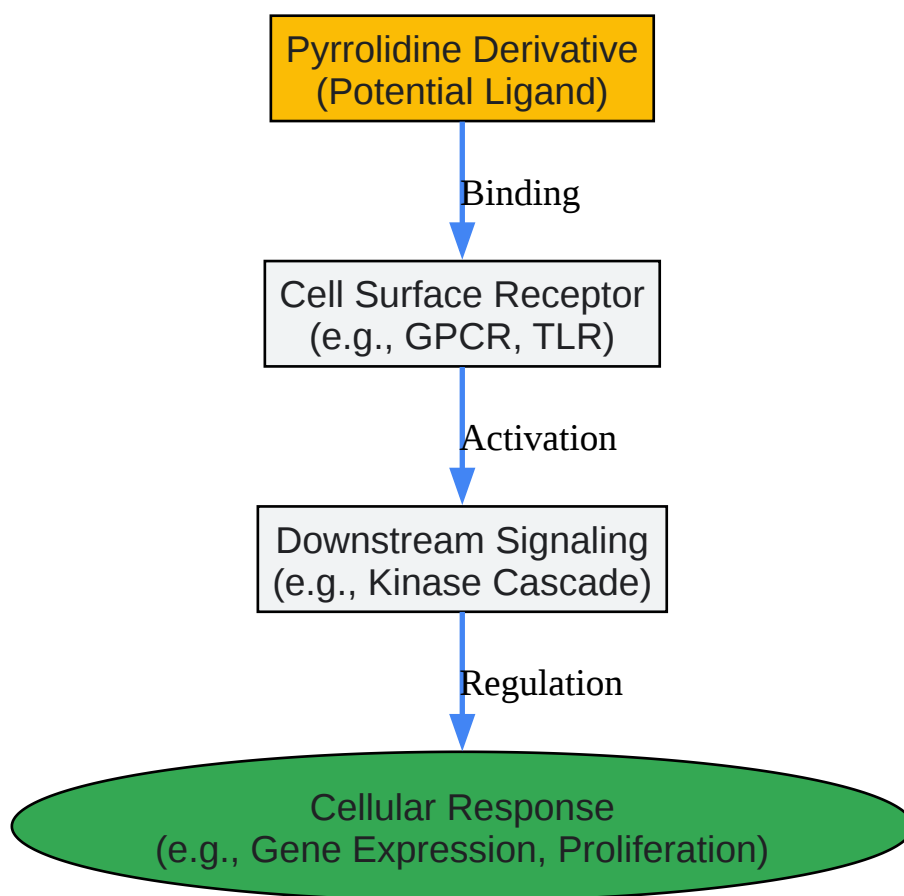 Pyrrolidine Derivative
(Potential Ligand)
Binding
Cell Surface Receptor
(e.g., GPCR, TLR)
Activation
Downstream Signaling
(e.g., Kinase Cascade)
Regulation
Cellular Response
(e.g., Gene Expression, Proliferation)